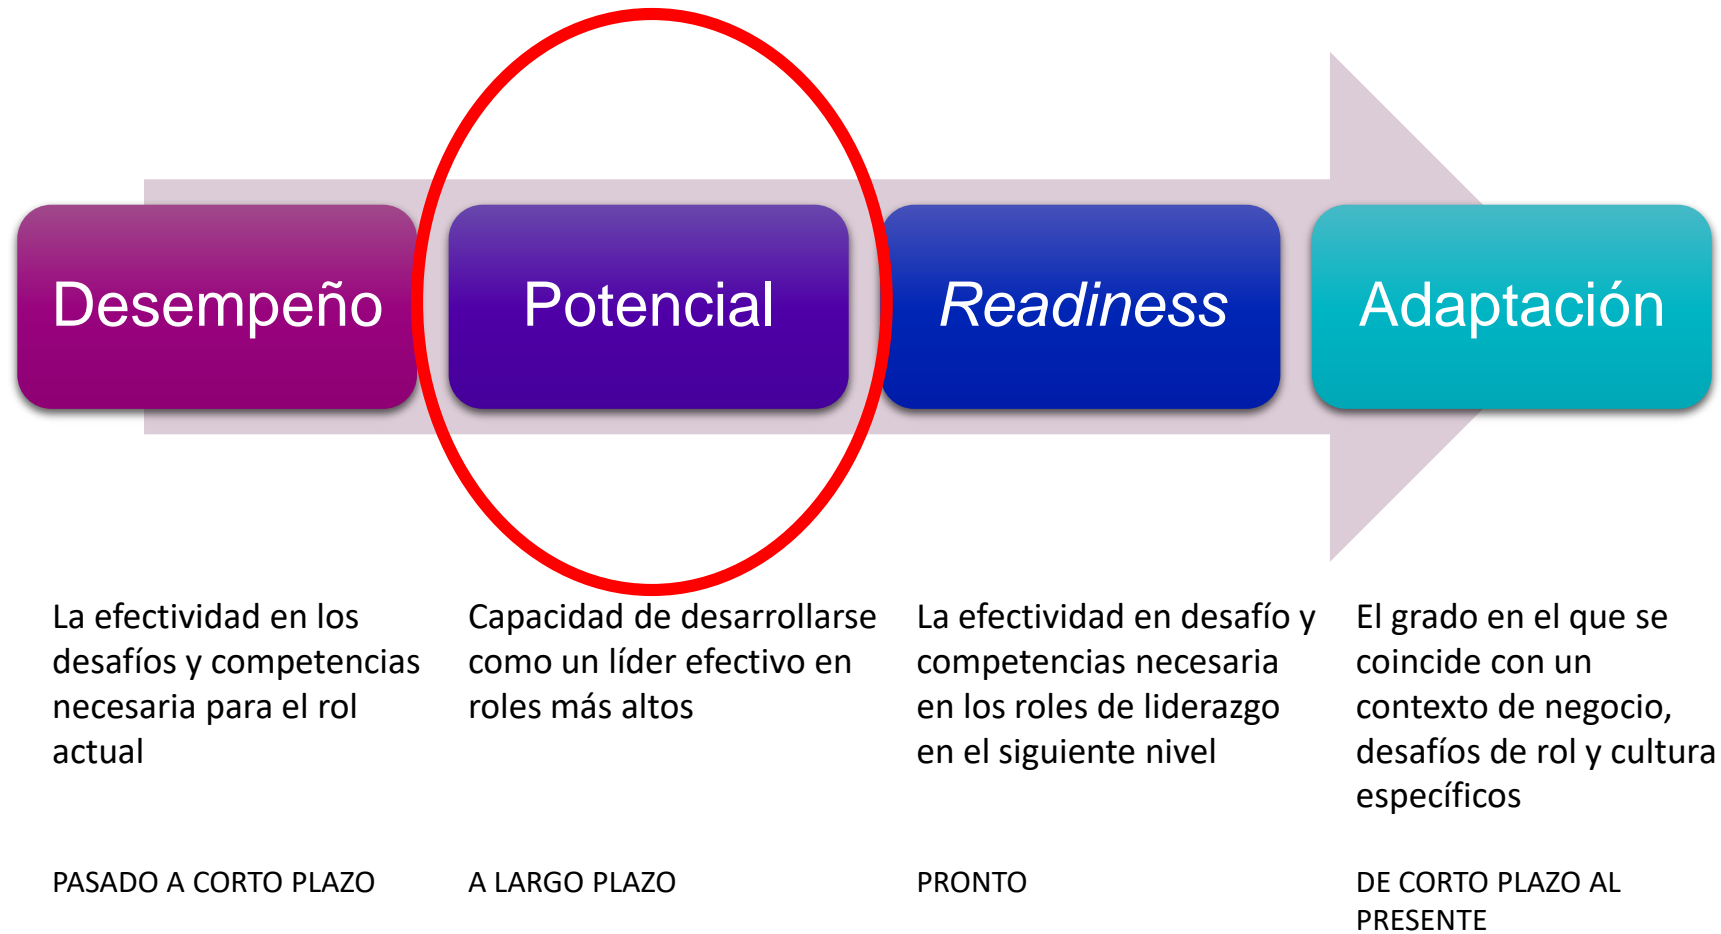 Desempeño
Potencial
Readiness
Adaptación
La efectividad en los
desafíos y competencias
necesaria para el rol
actual
Capacidad de desarrollarse
como un líder efectivo en
roles más altos
La efectividad en desafío y
competencias necesaria
en los roles de liderazgo
en el siguiente nivel
El grado en el que se
coincide con un
contexto de negocio,
desafíos de rol y cultura
específicos
PASADO A CORTO PLAZO
A LARGO PLAZO
PRONTO
DE CORTO PLAZO AL
PRESENTE